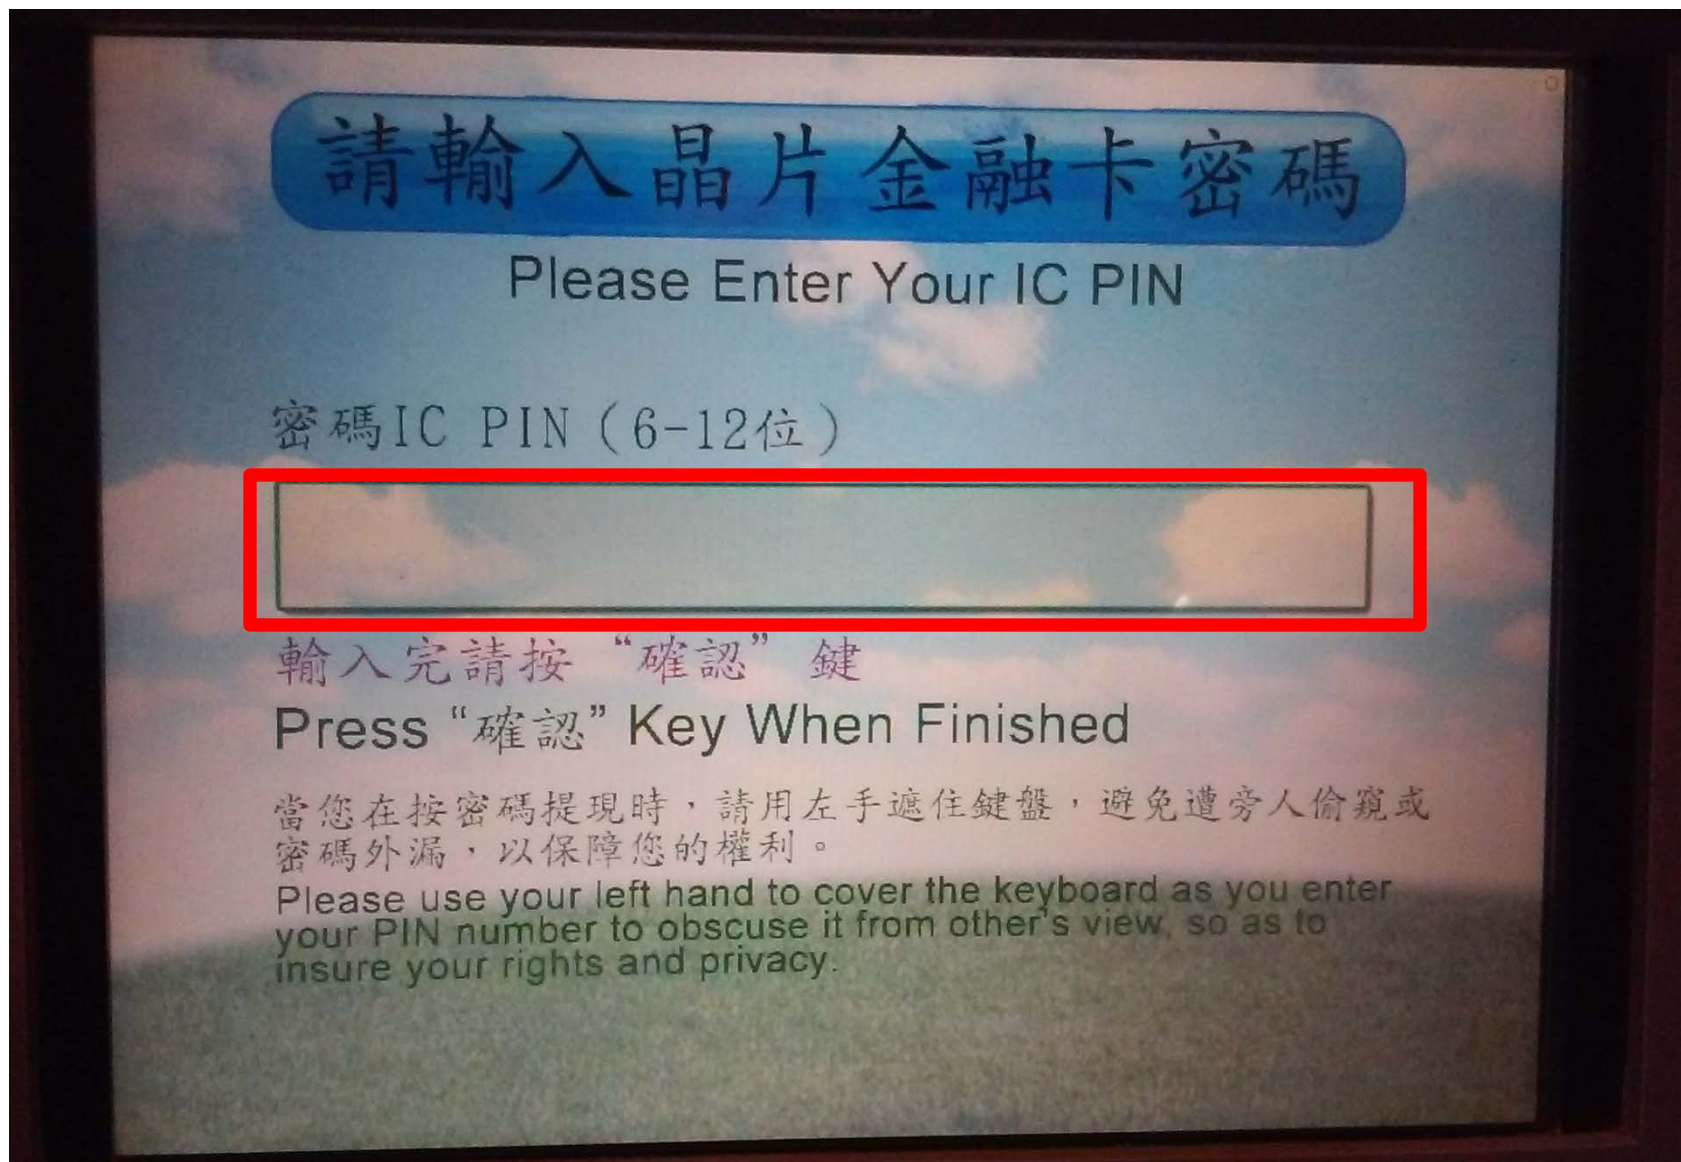 請輸入晶片金融卡密碼
Please Enter Your IC PIN
密碼IC PIN（6-12位）
輸入完請按 “確認” 鍵
Press “確認” Key When Finished
當您在按密碼提現時，請用左手遮住鍵盤，避免遭旁人偷窺或
密碼外漏，以保障您的權利。
Please use your left hand to cover the keyboard as you enter
your PIN number to obscuse it from other's view, so as to
insure your rights and privacy.